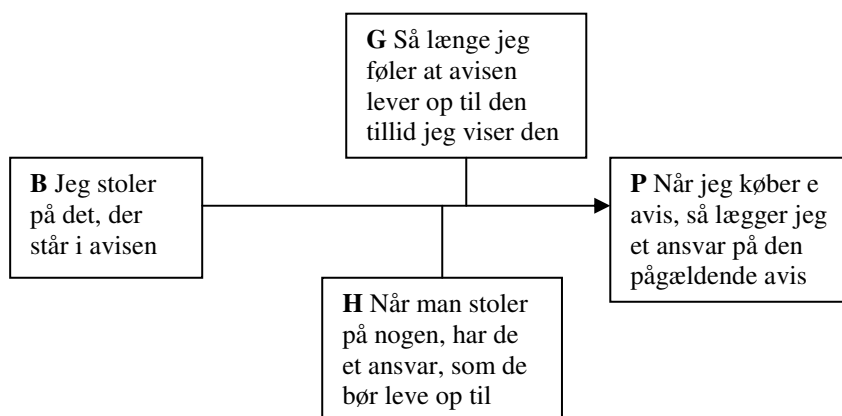 G Så længe jeg
føler at avisen
lever op til den
tillid jeg viser den
B Jeg stoler
på det, der
står i avisen
P Når jeg køber e
avis, så lægger jeg
et ansvar på den
pågældende avis
H Når man stoler
på nogen, har de
et ansvar, som de
bør leve op til